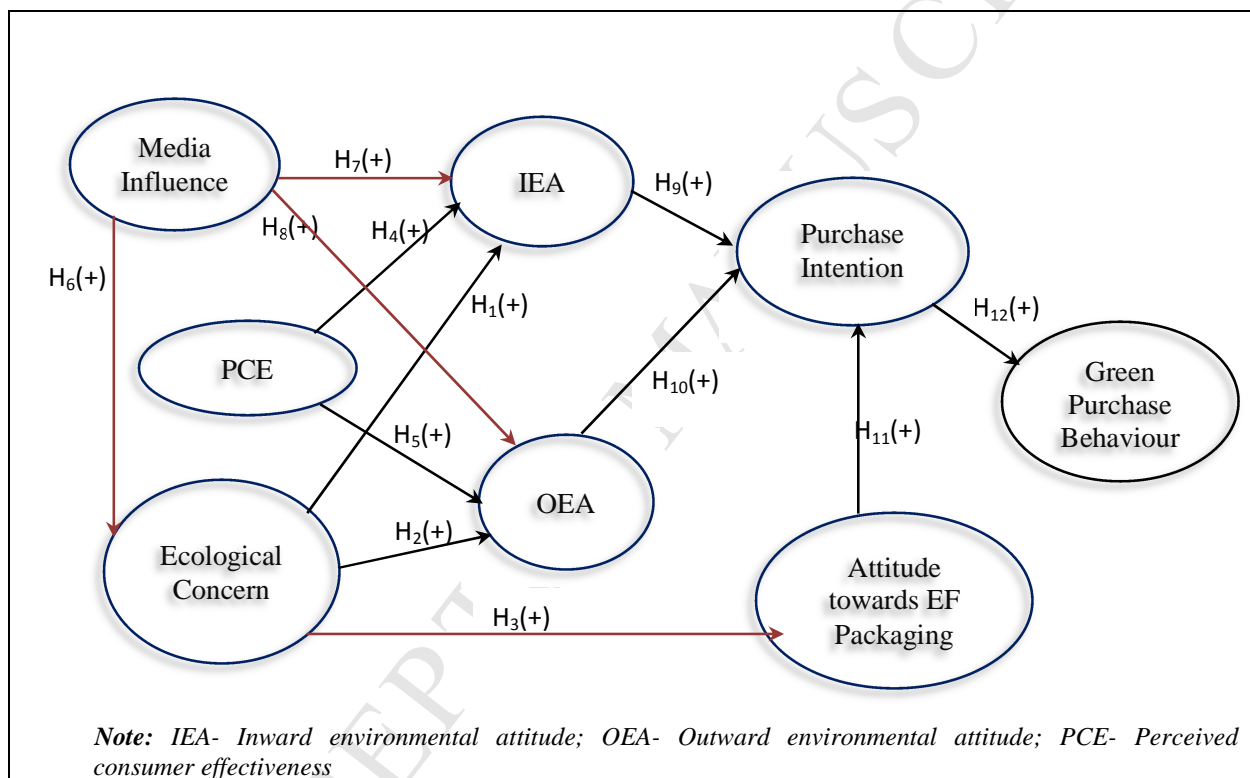 Media
Influence
H7(+)
IEA
H9(+)
H8(+)
H4(+)
Purchase
Intention
H6(+)
H1(+)
H12(+)
PCE
H10(+)
Green
Purchase
Behaviour
H5(+)
H11(+)
OEA
H2(+)
Ecological
Concern
Attitude
towards EF
Packaging
H3(+)
Note: IEA- Inward environmental attitude; OEA- Outward environmental attitude; PCE- Perceived
consumer effectiveness